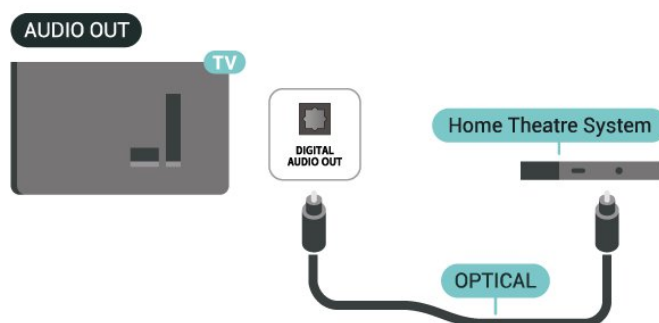 AUDIO OUT
TV
DIGITAL
AUDIO OUT
Home Theatre System
OPTICAL